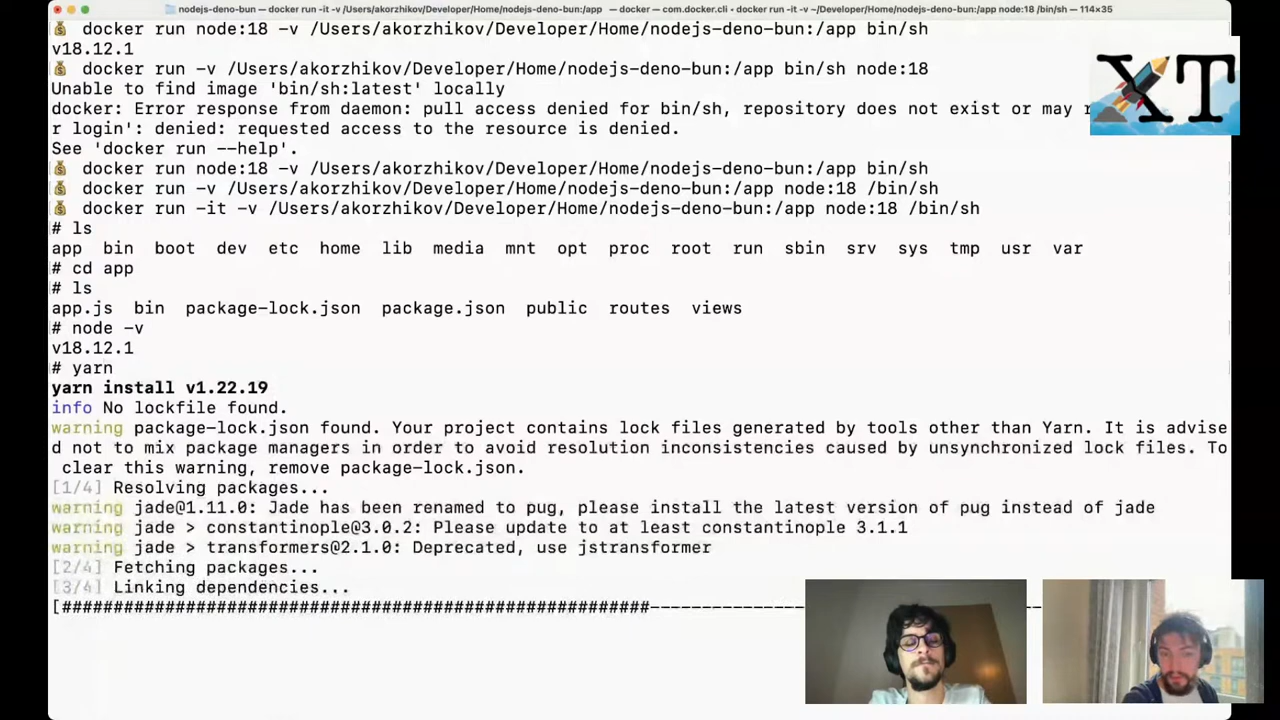 nodejs-deno-bun — docker run -it -v /Users/akorzhikov/Developer/Home/nodejs-deno-bun:/app — docker — com.docker.cli • docker run -it -v ~/Developer/Home/nodejs-deno-bun:/app node:18 /bin/sh — 114×35
docker run node:18 -v /Users/akorzhikov/Developer/Home/nodejs-deno-bun:/app bin/sh
v18.12.1
docker run -v /Users/akorzhikov/Developer/Home/nodejs-deno-bun:/app bin/sh node:18
Unable to find image 'bin/sh:latest' locally
docker: Error response from daemon: pull access denied for bin/sh, repository does not exist or may r
r login': denied: requested access to the resource is denied.
See 'docker run --help'.
docker run node:18 -v /Users/akorzhikov/Developer/Home/nodejs-deno-bun:/app bin/sh
docker run -v /Users/akorzhikov/Developer/Home/nodejs-deno-bun:/app node:18 /bin/sh
docker run -it -v /Users/akorzhikov/Developer/Home/nodejs-deno-bun:/app node:18 /bin/sh
# ls
app bin boot dev etc home lib media mnt opt proc root run sbin srv sys tmp usr var
# cd app
# ls
app.js bin package-lock.json package.json public routes views
# node -v
v18.12.1
# yarn
yarn install v1.22.19
info No lockfile found.
warning package-lock.json found. Your project contains lock files generated by tools other than Yarn. It is advise
d not to mix package managers in order to avoid resolution inconsistencies caused by unsynchronized lock files. To
clear this warning, remove package-lock.json.
[1/4] Resolving packages...
warning jade@1.11.0: Jade has been renamed to pug, please install the latest version of pug instead of jade
warning jade > constantinople@3.0.2: Please update to at least constantinople 3.1.1
warning jade > transformers@2.1.0: Deprecated, use jstransformer
[2/4] Fetching packages...
[3/4] Linking dependencies...
[#########################################################---------------
XT